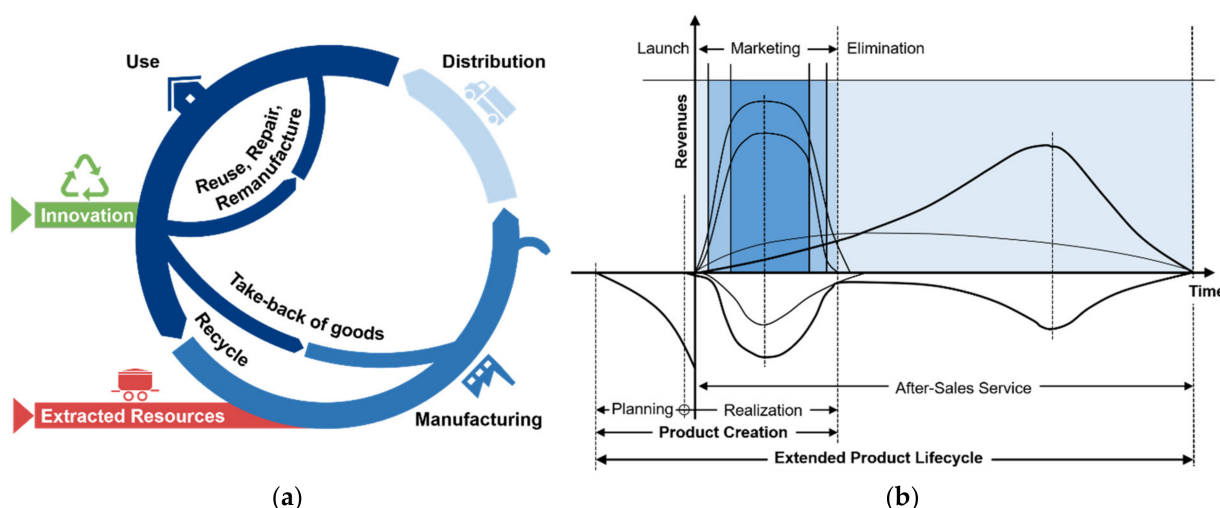 Use
Distribution
Reuse, Repair,
Remanufacture
Innovation
Take-back of goods
Recycle
Extracted Resources
Manufacturing
(a)
Launch
Marketing
Elimination
Revenues
Time
After-Sales Service
Planning
Realization
Product Creation
Extended Product Lifecycle
(b)